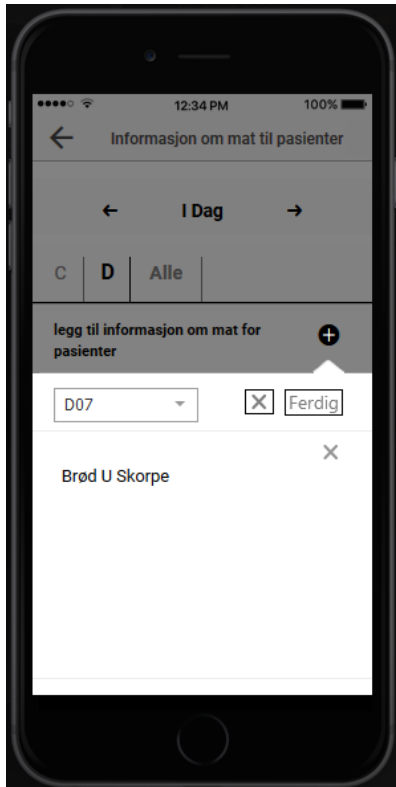 12:34 PM 100%
Informasjon om mat til pasienter
I Dag
C D Alle
legg til informasjon om mat for
pasienter
D07 Ferdig
Brød U Skorpe